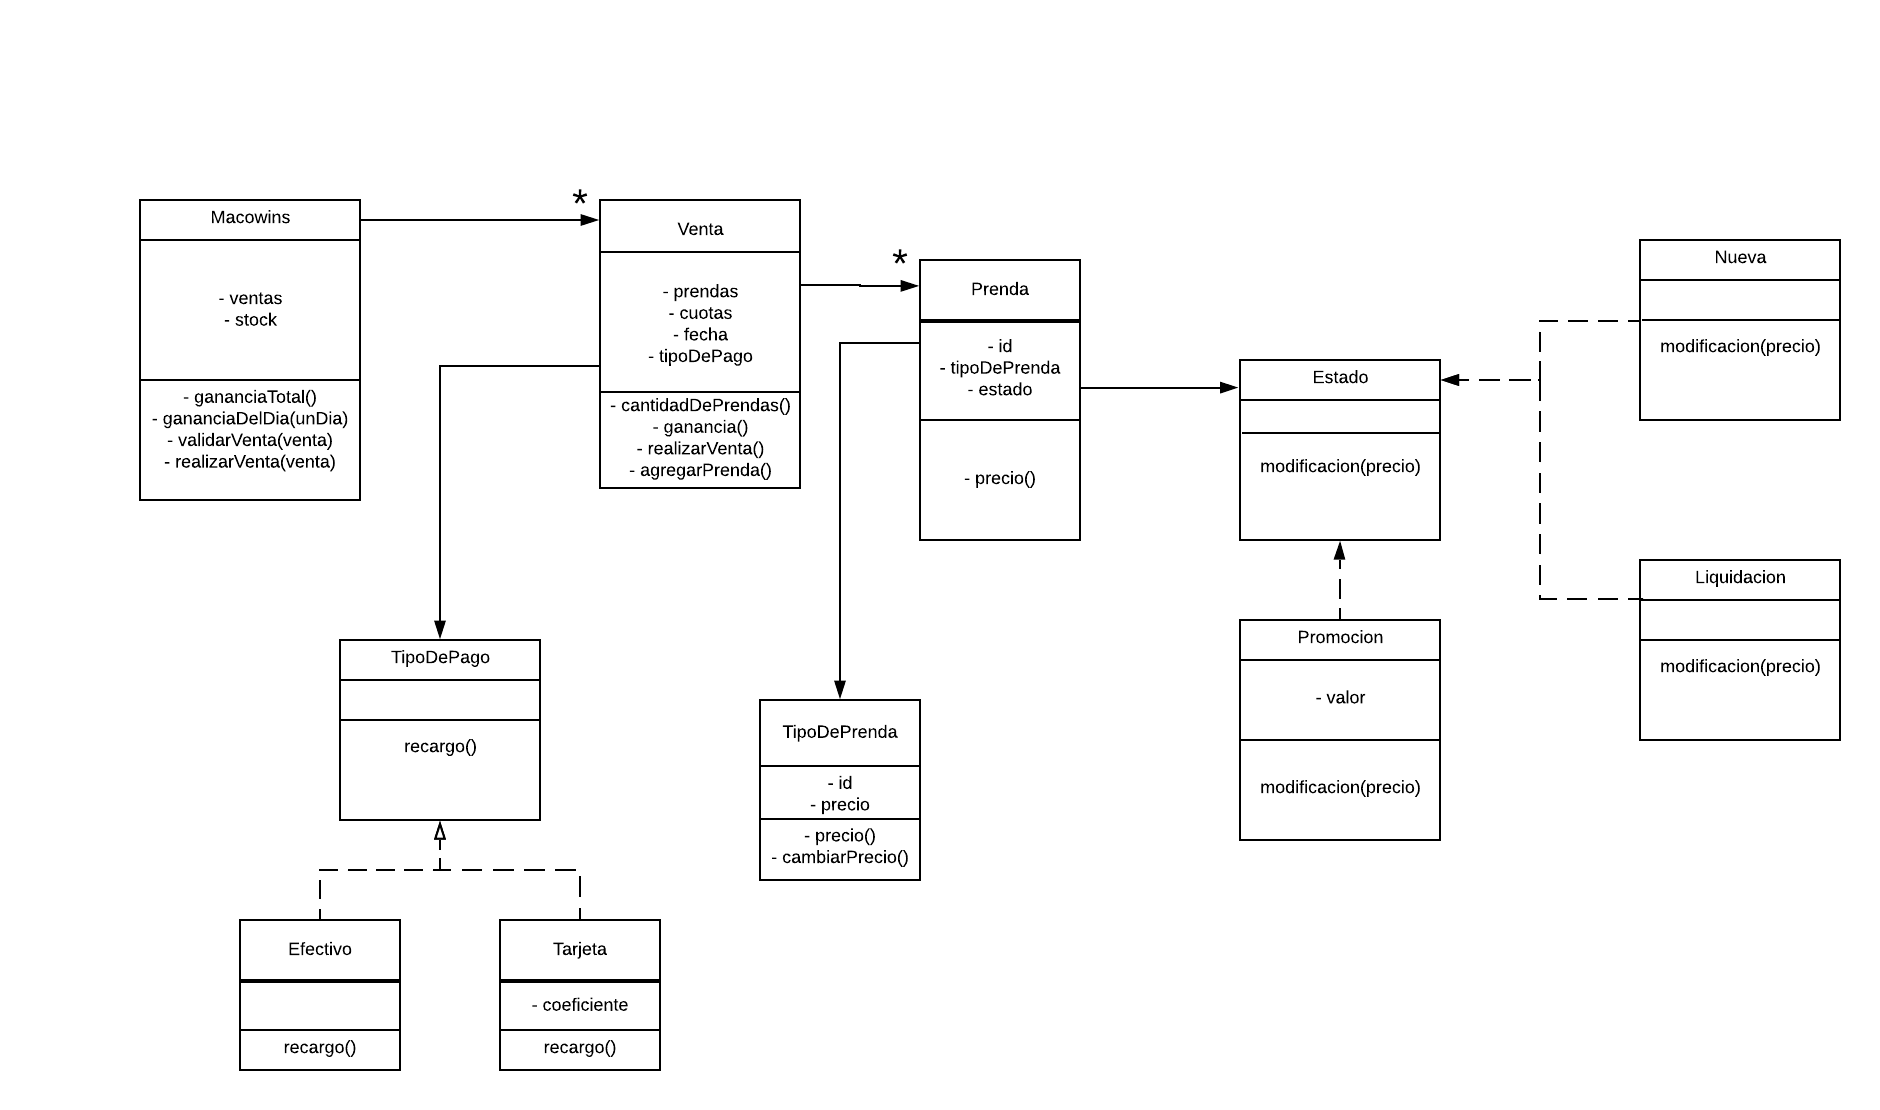 Macowins
- ventas
- stock
- gananciaTotal()
- gananciaDelDia(unDia)
- validarVenta(venta)
- realizarVenta(venta)
*
Venta
- prendas
- cuotas
- fecha
- tipoDePago
- cantidadDePrendas()
- ganancia()
- realizarVenta()
- agregarPrenda()
*
Prenda
- id
- tipoDePrenda
- estado
- precio()
Estado
modificacion(precio)
Nueva
modificacion(precio)
Liquidacion
modificacion(precio)
Promocion
- valor
modificacion(precio)
TipoDePago
recargo()
TipoDePrenda
- id
- precio
- precio()
- cambiarPrecio()
Efectivo
recargo()
Tarjeta
- coeficiente
recargo()